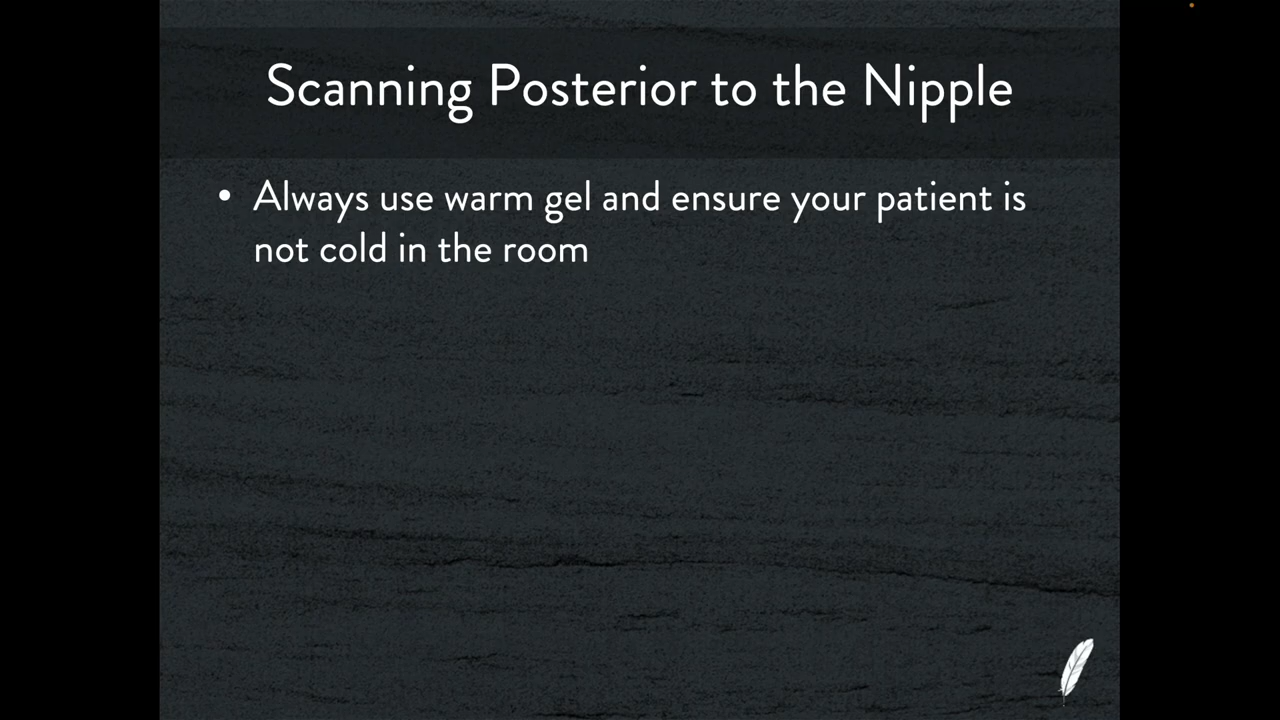 Scanning Posterior to the Nipple
• Always use warm gel and ensure your patient is
not cold in the room